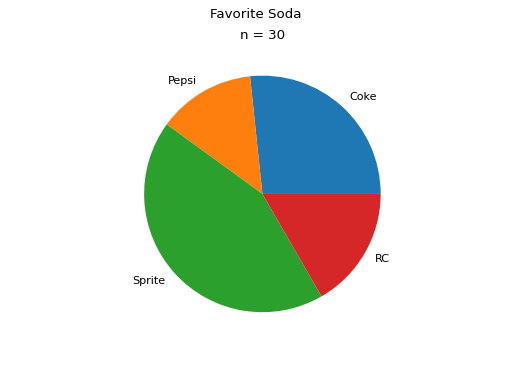 Favorite Soda
n = 30
Pepsi
Coke
Sprite
RC